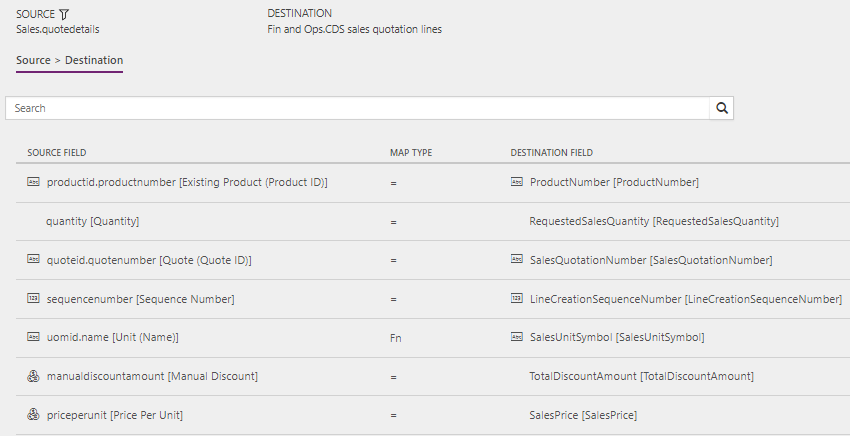 SOURCE DESTINATION
Sales.quotedetails Fin and Ops.CDS sales quotation lines
Source > Destination
Search
SOURCE FIELD MAP TYPE DESTINATION FIELD
Abc productid.productnumber [Existing Product (Product ID)] = Abc ProductNumber [ProductNumber]
quantity [Quantity] = RequestedSalesQuantity [RequestedSalesQuantity]
Abc quoteid.quotenumber [Quote (Quote ID)] = Abc SalesQuotationNumber [SalesQuotationNumber]
123 sequencenumber [Sequence Number] = 123 LineCreationSequenceNumber [LineCreationSequenceNumber]
Abc uomid.name [Unit (Name)] Fn Abc SalesUnitSymbol [SalesUnitSymbol]
manualdiscountamount [Manual Discount] = TotalDiscountAmount [TotalDiscountAmount]
priceperunit [Price Per Unit] = SalesPrice [SalesPrice]